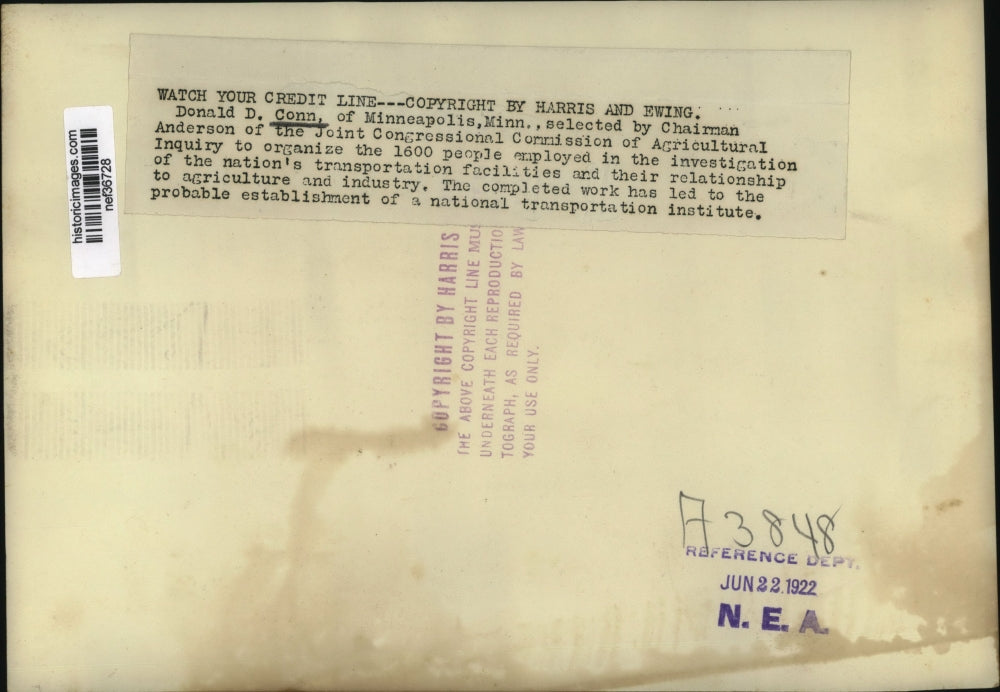 WATCH YOUR CREDIT LINE---COPYRIGHT BY HARRIS AND EWING.
Donald D. Conn, of Minneapolis,Minn.,selected by Chairman
Anderson of the Joint Congressional Commission of Agricultural
Inquiry to organize the 1600 people employed in the investigation
of the nation's transportation facilities and their relationship
to agriculture and industry. The completed work has led to the
probable establishment of a national transportation institute.
historicimages.com
nef36728
COPYRIGHT BY HARRIS
THE ABOVE COPYRIGHT LINE MUS
UNDERNEATH EACH REPRODUCTIO
TOGRAPH, AS REQUIRED BY LAW
YOUR USE ONLY.
A3848
REFERENCE DEPT.
JUN 22.1922
N. E. A.